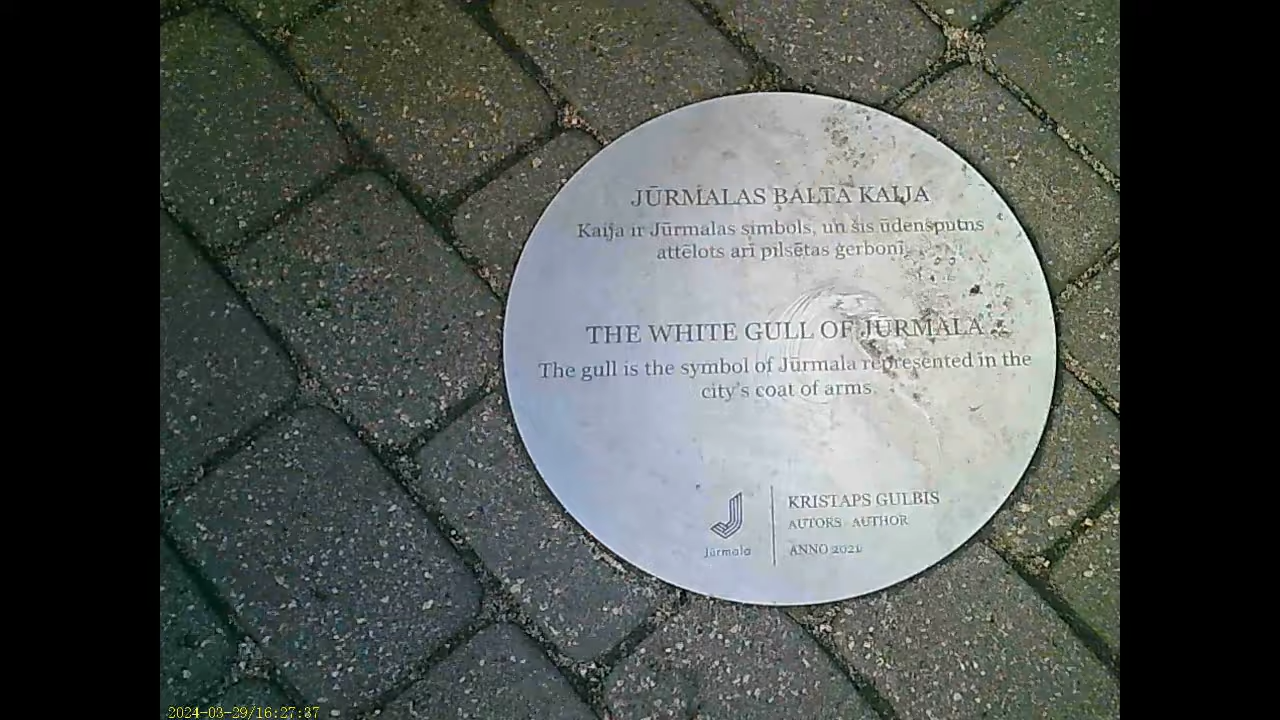 JŪRMALAS BALTA KAIJA
Kaija ir Jūrmalas simbols, un šis ūdensputns
attēlots arī pilsētas ģerbonī.
THE WHITE GULL OF JŪRMALA
The gull is the symbol of Jūrmala represented in the
city's coat of arms.
Jūrmala
KRISTAPS GULBIS
AUTORS AUTHOR
ANNO 2021
2024-03-29/16:27:37